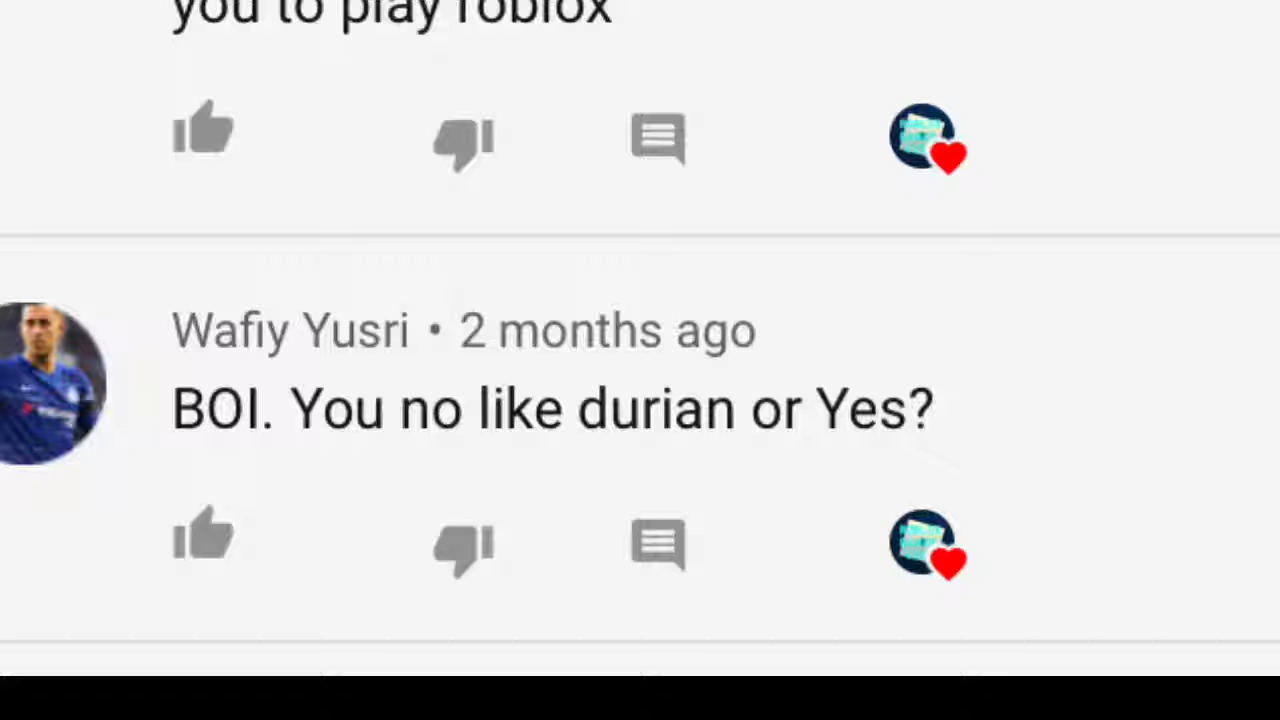 you to play roblox
Wafiy Yusri • 2 months ago
BOI. You no like durian or Yes?